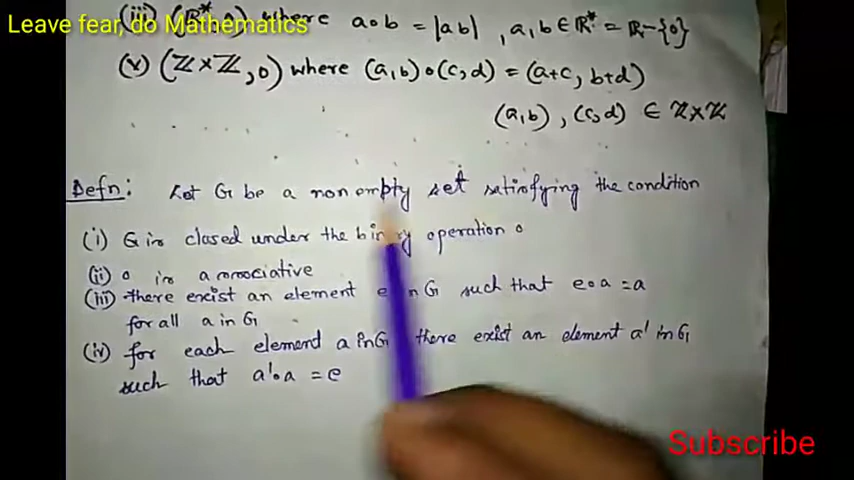 Leave fear, do Mathematics
(iii) (ℝ*, o) where a o b = |ab| , a, b ∈ ℝ* = ℝ-{0}
(v) (ℤ×ℤ, o) where (a,b) o (c,d) = (a+c, b+d)
(a,b), (c,d) ∈ ℤ×ℤ
Defn: Let G be a non empty set satisfying the condition
(i) G is closed under the binary operation o
(ii) o is associative
(iii) there exist an element e in G such that e o a = a
for all a in G
(iv) for each element a in G there exist an element a' in G
such that a' o a = e
Subscribe